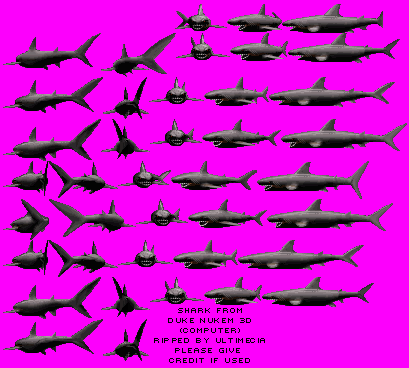 SHARK FROM
DUKE NUKEM 3D
(COMPUTER)
RIPPED BY ULTIMECIA
PLEASE GIVE
CREDIT IF USED